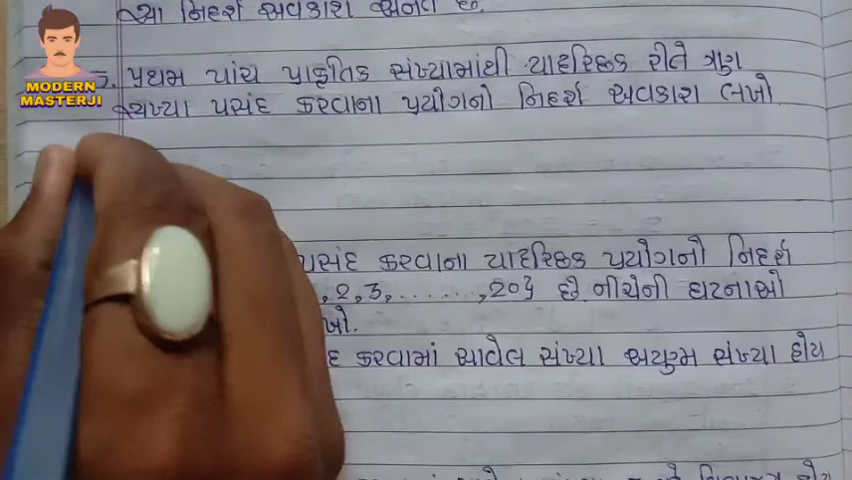 આ નિદર્શ અવકાશ અનંત છે.
MODERN
MASTERJI
3. પ્રથમ પાંચ પ્રાકૃતિક સંખ્યામાંથી યાદચ્છિક રીતે ત્રણ
સંખ્યા પસંદ કરવાના પ્રયોગનો નિદર્શ અવકાશ લખો
પસંદ કરવાના યાદચ્છિક પ્રયોગનો નિદર્શ
,2,3,.......,20} છે. નીચેની ઘટનાઓ
ખો.
કરવામાં આવેલ સંખ્યા અયુગ્મ સંખ્યા હોય